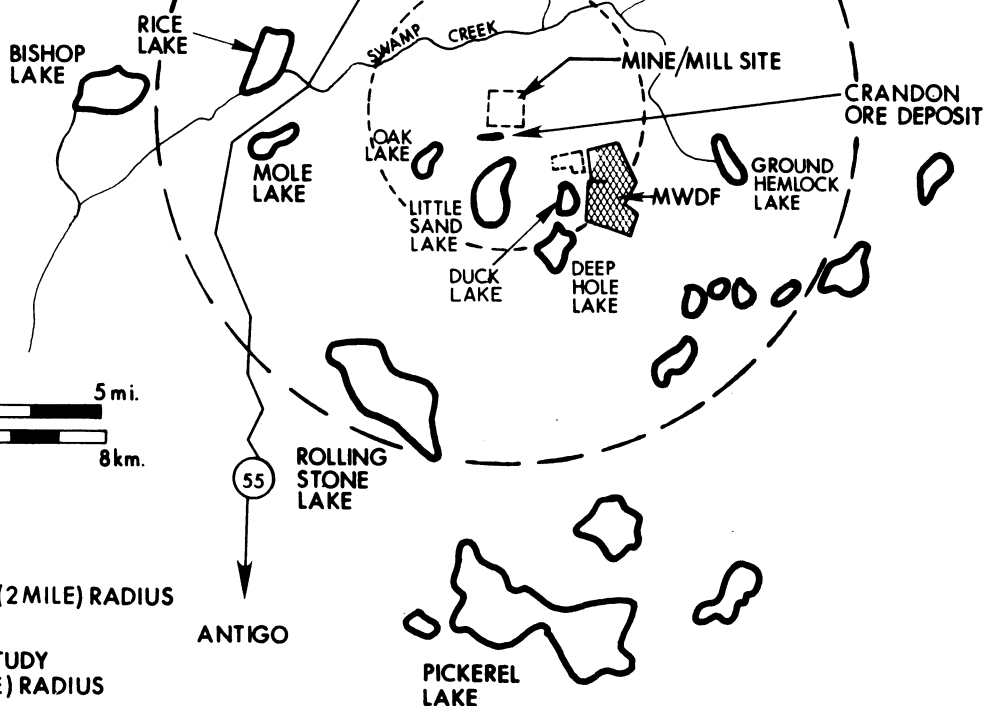 RICE
LAKE
BISHOP
LAKE
SWAMP CREEK
MINE/MILL SITE
CRANDON
ORE DEPOSIT
OAK
LAKE
MOLE
LAKE
GROUND
HEMLOCK
LAKE
MWDF
LITTLE
SAND
LAKE
DUCK
LAKE
DEEP
HOLE
LAKE
5 mi.
8 km.
ROLLING
STONE
LAKE
55
(2 MILE) RADIUS
ANTIGO
TUDY
E) RADIUS
PICKEREL
LAKE